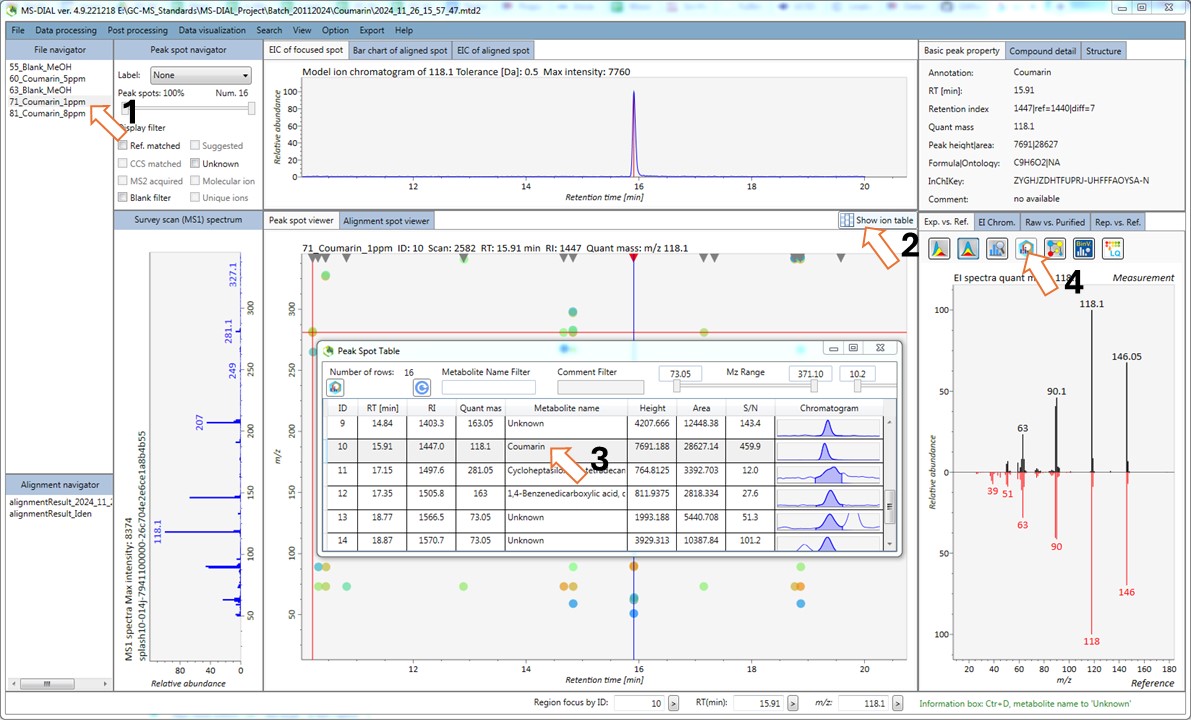 MS-DIAL ver. 4.9.221218 E:\GC-MS_Standards\MS-DIAL_Project\Batch_20112024\Coumarin\2024_11_26_15_57_47.mtd2
File Data processing Post processing Data visualization Search View Option Export Help
File navigator
55_Blank_MeOH
60_Coumarin_5ppm
63_Blank_MeOH
71_Coumarin_1ppm
81_Coumarin_8ppm
1
Alignment navigator
alignmentResult_2024_11_2
alignmentResult_Iden
Peak spot navigator
Label: None
Peak spots: 100% Num. 16
Display filter
Ref. matched Suggested
CCS matched Unknown
MS2 acquired Molecular ion
Blank filter Unique ions
Survey scan (MS1) spectrum
MS1 spectra Max intensity: 8374
327.1
281.1
249
207
118.1
300
250
200
150
100
50
m/z
80 40 0
Relative abundance
EIC of focused spot Bar chart of aligned spot EIC of aligned spot
Model ion chromatogram of 118.1 Tolerance [Da]: 0.5 Max intensity: 7760
Relative abundance
100
80
60
40
20
0
12 14 16 18 20
Retention time [min]
Peak spot viewer Alignment spot viewer Show ion table
2
71_Coumarin_1ppm ID: 10 Scan: 2582 RT: 15.91 min RI: 1447 Quant mass: m/z 118.1
m/z
300
250
200
150
100
50
12 14 16 18 20
Retention time [min]
Peak Spot Table
Number of rows: 16 Metabolite Name Filter Comment Filter 73.05 Mz Range 371.10 10.2
ID RT [min] RI Quant mas Metabolite name Height Area S/N Chromatogram
9 14.84 1403.3 163.05 Unknown 4207.666 12448.38 143.4
10 15.91 1447.0 118.1 Coumarin 7691.188 28627.14 459.9
3
11 17.15 1497.6 281.05 764.8125 3392.703 12.0
12 17.35 1505.8 163 1,4-Benzenedicarboxylic acid, c 811.9375 2818.334 27.6
13 18.77 1566.5 73.05 Unknown 1993.188 5440.708 51.3
14 18.87 1570.7 73.05 Unknown 3929.313 10387.84 101.2
Basic peak property Compound detail Structure
Annotation: Coumarin
RT [min]: 15.91
Retention index 1447|ref=1440|diff=7
Quant mass 118.1
Peak height|area: 7691|28627
Formula|Ontology: C9H6O2|NA
InChIKey: ZYGHJZDHTFUPRJ-UHFFFAOYSA-N
Comment: no available
Exp. vs. Ref. EI Chrom. Raw vs. Purified Rep. vs. Ref.
4
EI spectra quant m 118 Measurement
Relative abundance
100
50
0
50
100
118.1
146.05
90.1
63
39
51
63
90
146
118
20 40 60 80 100 120 140 160 180
m/z Reference
Region focus by ID: 10 > RT(min): 15.91 > m/z: 118.1 > Information box: Ctr+D, metabolite name to 'Unknown'